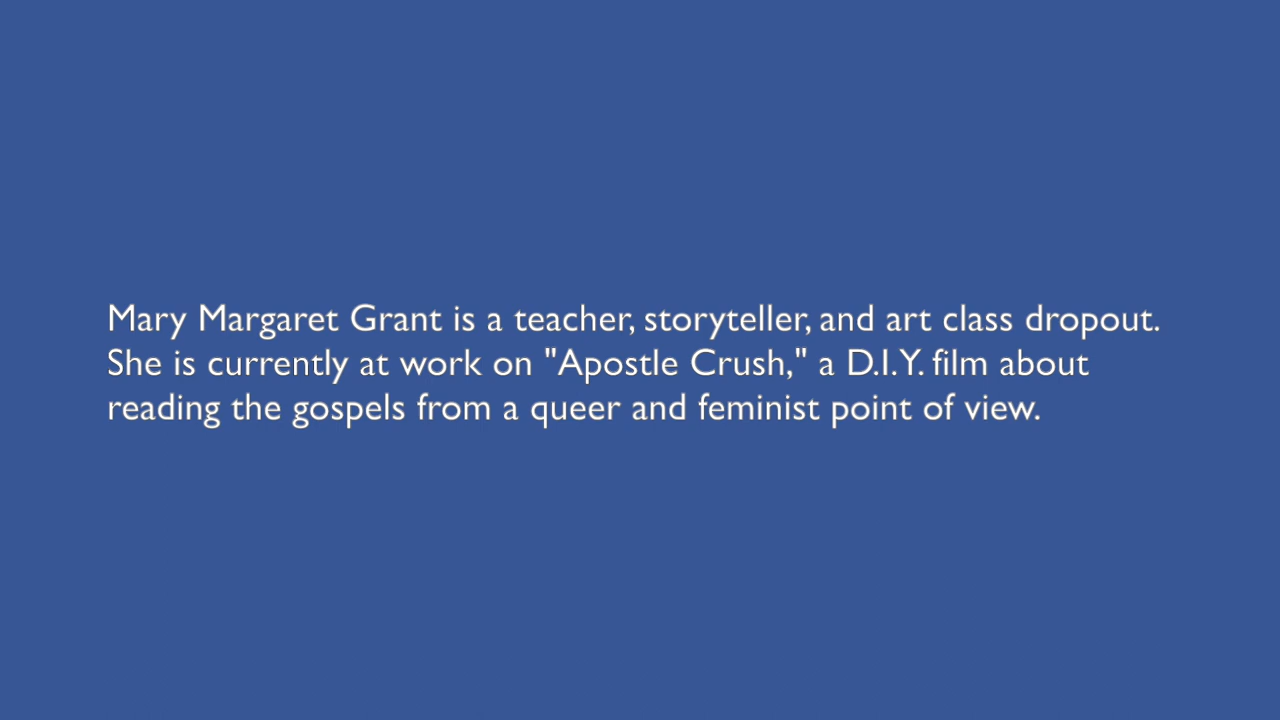 Mary Margaret Grant is a teacher, storyteller, and art class dropout.
She is currently at work on "Apostle Crush," a D.I.Y. film about
reading the gospels from a queer and feminist point of view.